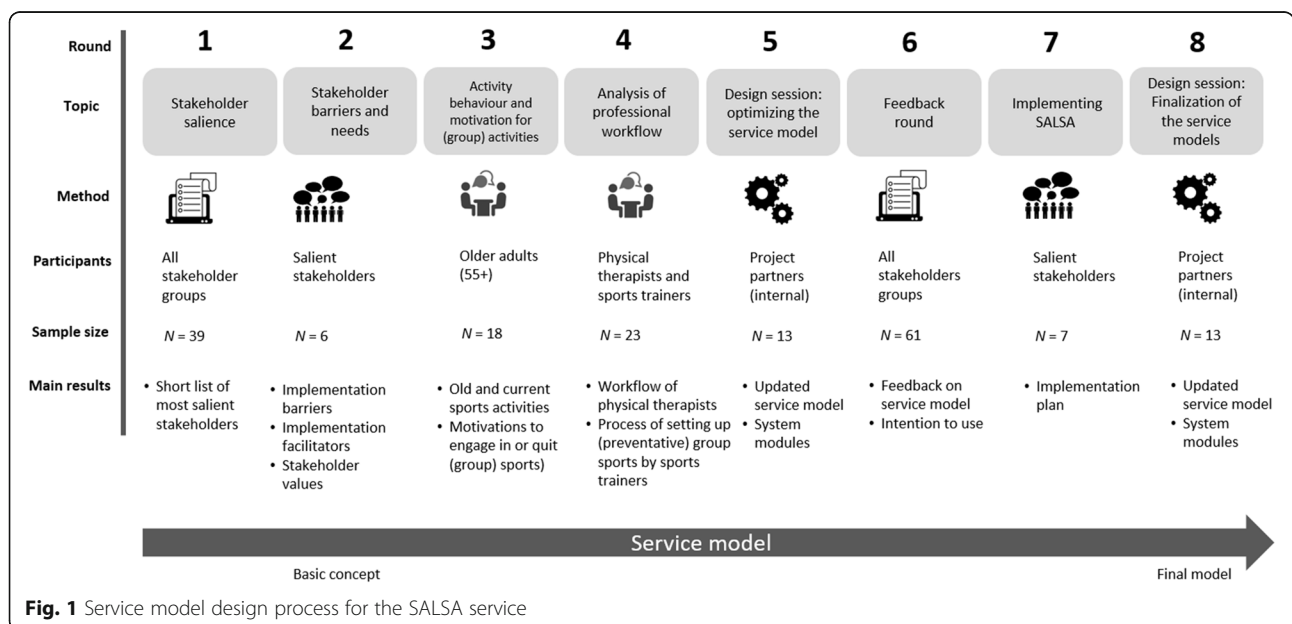 Round
1
2
3
4
5
6
7
8
Topic
Stakeholder
salience
Stakeholder
barriers and
needs
Activity
behaviour and
motivation for
(group) activities
Analysis of
professional
workflow
Design session:
optimizing the
service model
Feedback
round
Implementing
SALSA
Design session:
Finalization of
the service
models
Method
Participants
All
stakeholder
groups
Salient
stakeholders
Older adults
(55+)
Physical
therapists and
sports trainers
Project
partners
(internal)
All
stakeholders
groups
Salient
stakeholders
Project
partners
(internal)
Sample size
N = 39
N = 6
N = 18
N = 23
N = 13
N = 61
N = 7
N = 13
Main results
• Short list of
most salient
stakeholders
• Implementation
barriers
• Implementation
facilitators
• Stakeholder
values
• Old and current
sports activities
• Motivations to
engage in or quit
(group) sports)
• Workflow of
physical therapists
• Process of setting up
(preventative) group
sports by sports
trainers
• Updated
service model
• System
modules
• Feedback on
service model
• Intention to use
• Implementation
plan
• Updated
service model
• System
modules
Service model
Basic concept
Final model
Fig. 1 Service model design process for the SALSA service